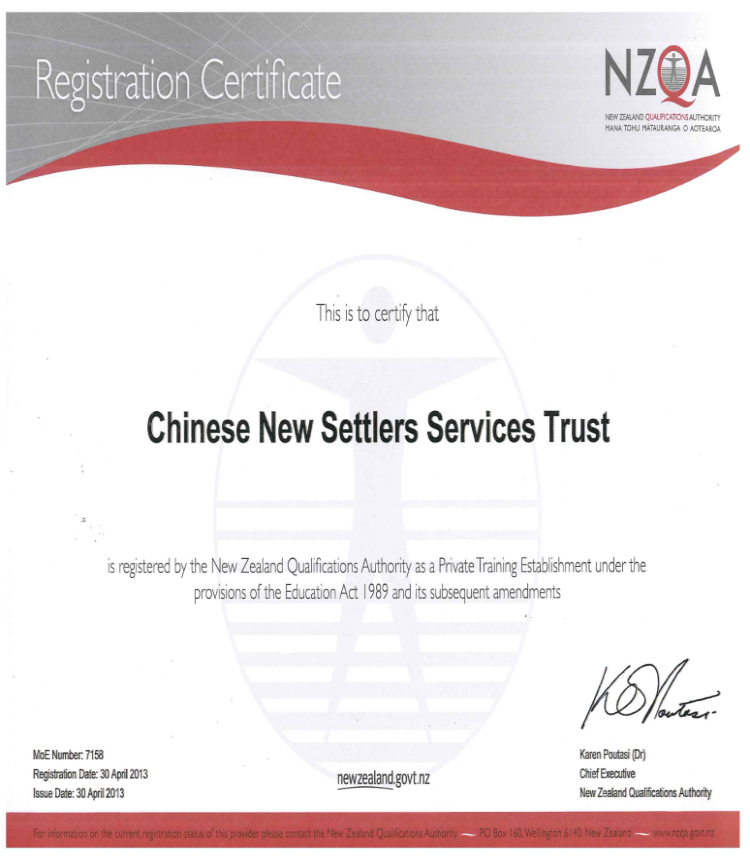 Registration Certificate
NZQA
NEW ZEALAND QUALIFICATIONS AUTHORITY
MANA TOHU MATAURANGA O AOTEAROA
This is to certify that
Chinese New Settlers Services Trust
is registered by the New Zealand Qualifications Authority as a Private Training Establishment under the
provisions of the Education Act 1989 and its subsequent amendments
K Poutasi
MoE Number: 7158
Registration Date: 30 April 2013
Issue Date: 30 April 2013
newzealand.govt.nz
Karen Poutasi (Dr)
Chief Executive
New Zealand Qualifications Authority
For information on the current registration status of this provider please contact the New Zealand Qualifications Authority — PO Box 160, Wellington 6140, New Zealand — www.nzqa.govt.nz